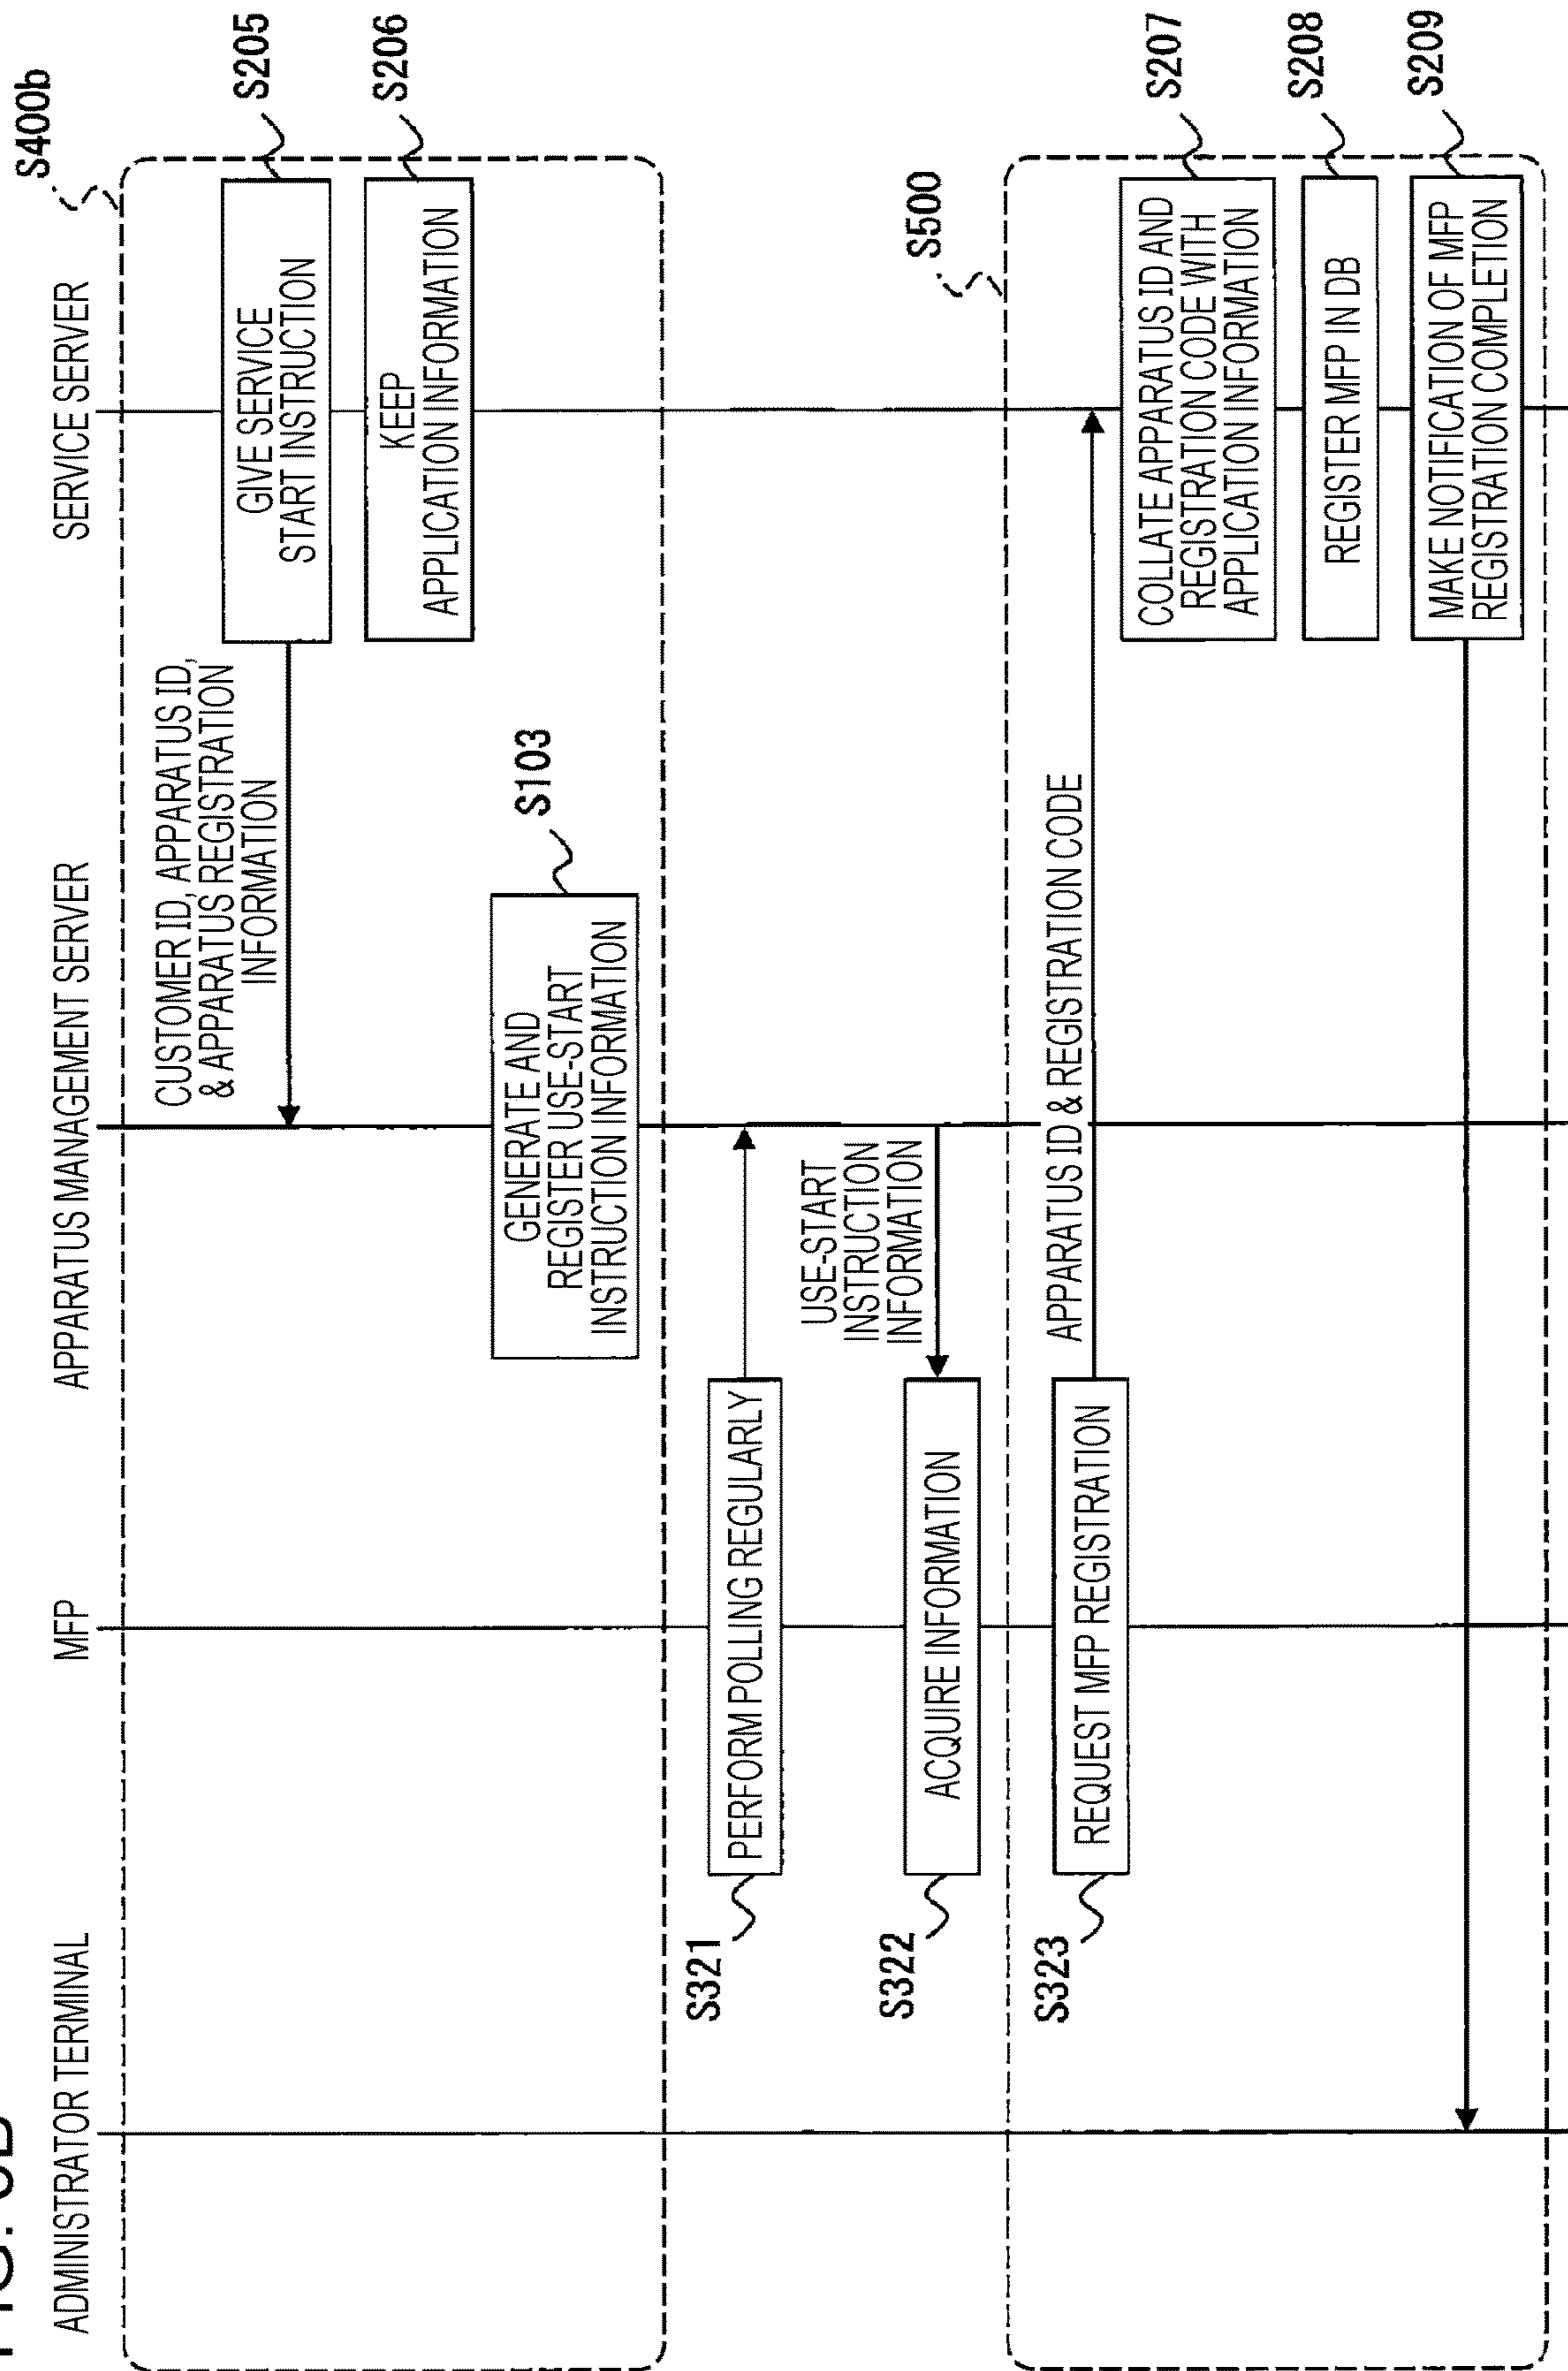 ADMINISTRATOR TERMINAL
MFP
APPARATUS MANAGEMENT SERVER
SERVICE SERVER
S400b
GIVE SERVICE
START INSTRUCTION
S205
CUSTOMER ID, APPARATUS ID,
& APPARATUS REGISTRATION
INFORMATION
KEEP
APPLICATION INFORMATION
S206
GENERATE AND
REGISTER USE-START
INSTRUCTION INFORMATION
S103
S321
PERFORM POLLING REGULARLY
USE-START
INSTRUCTION
INFORMATION
S322
ACQUIRE INFORMATION
S500
S323
REQUEST MFP REGISTRATION
APPARATUS ID & REGISTRATION CODE
COLLATE APPARATUS ID AND
REGISTRATION CODE WITH
APPLICATION INFORMATION
S207
REGISTER MFP IN DB
S208
MAKE NOTIFICATION OF MFP
REGISTRATION COMPLETION
S209